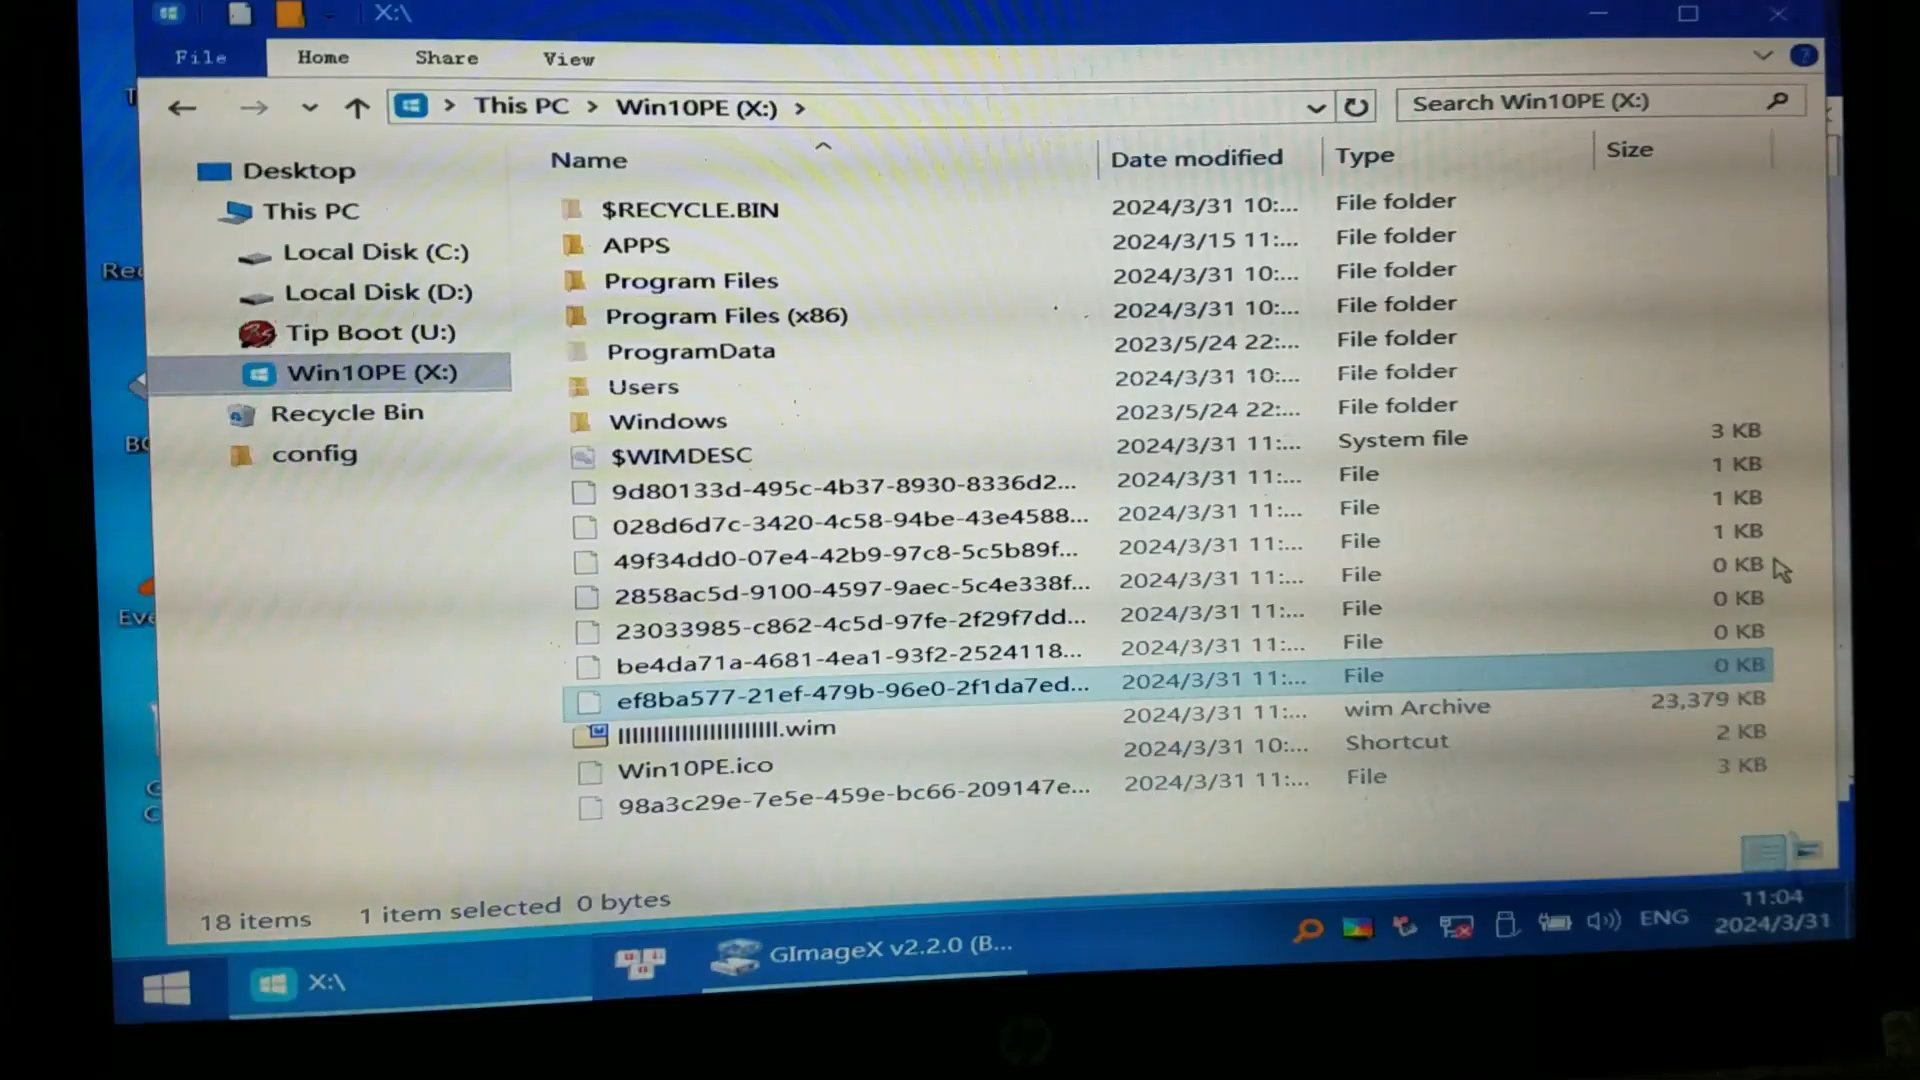 X:\
File Home Share View
This PC > Win10PE (X:) >
Search Win10PE (X:)
Name Date modified Type Size
Desktop
This PC
Local Disk (C:)
Local Disk (D:)
Tip Boot (U:)
Win10PE (X:)
Recycle Bin
config
$RECYCLE.BIN 2024/3/31 10:... File folder
APPS 2024/3/15 11:... File folder
Program Files 2024/3/31 10:... File folder
Program Files (x86) 2024/3/31 10:... File folder
ProgramData 2023/5/24 22:... File folder
Users 2024/3/31 10:... File folder
Windows 2023/5/24 22:... File folder
$WIMDESC 2024/3/31 11:... System file 3 KB
9d80133d-495c-4b37-8930-8336d2... 2024/3/31 11:... File 1 KB
028d6d7c-3420-4c58-94be-43e4588... 2024/3/31 11:... File 1 KB
49f34dd0-07e4-42b9-97c8-5c5b89f... 2024/3/31 11:... File 1 KB
2858ac5d-9100-4597-9aec-5c4e338f... 2024/3/31 11:... File 0 KB
23033985-c862-4c5d-97fe-2f29f7dd... 2024/3/31 11:... File 0 KB
be4da71a-4681-4ea1-93f2-2524118... 2024/3/31 11:... File 0 KB
ef8ba577-21ef-479b-96e0-2f1da7ed... 2024/3/31 11:... File 0 KB
.wim 2024/3/31 11:... wim Archive 23,379 KB
Win10PE.ico 2024/3/31 10:... Shortcut 2 KB
98a3c29e-7e5e-459e-bc66-209147e... 2024/3/31 11:... File 3 KB
18 items 1 item selected 0 bytes
X:\
GImageX v2.2.0 (B...
ENG
11:04
2024/3/31